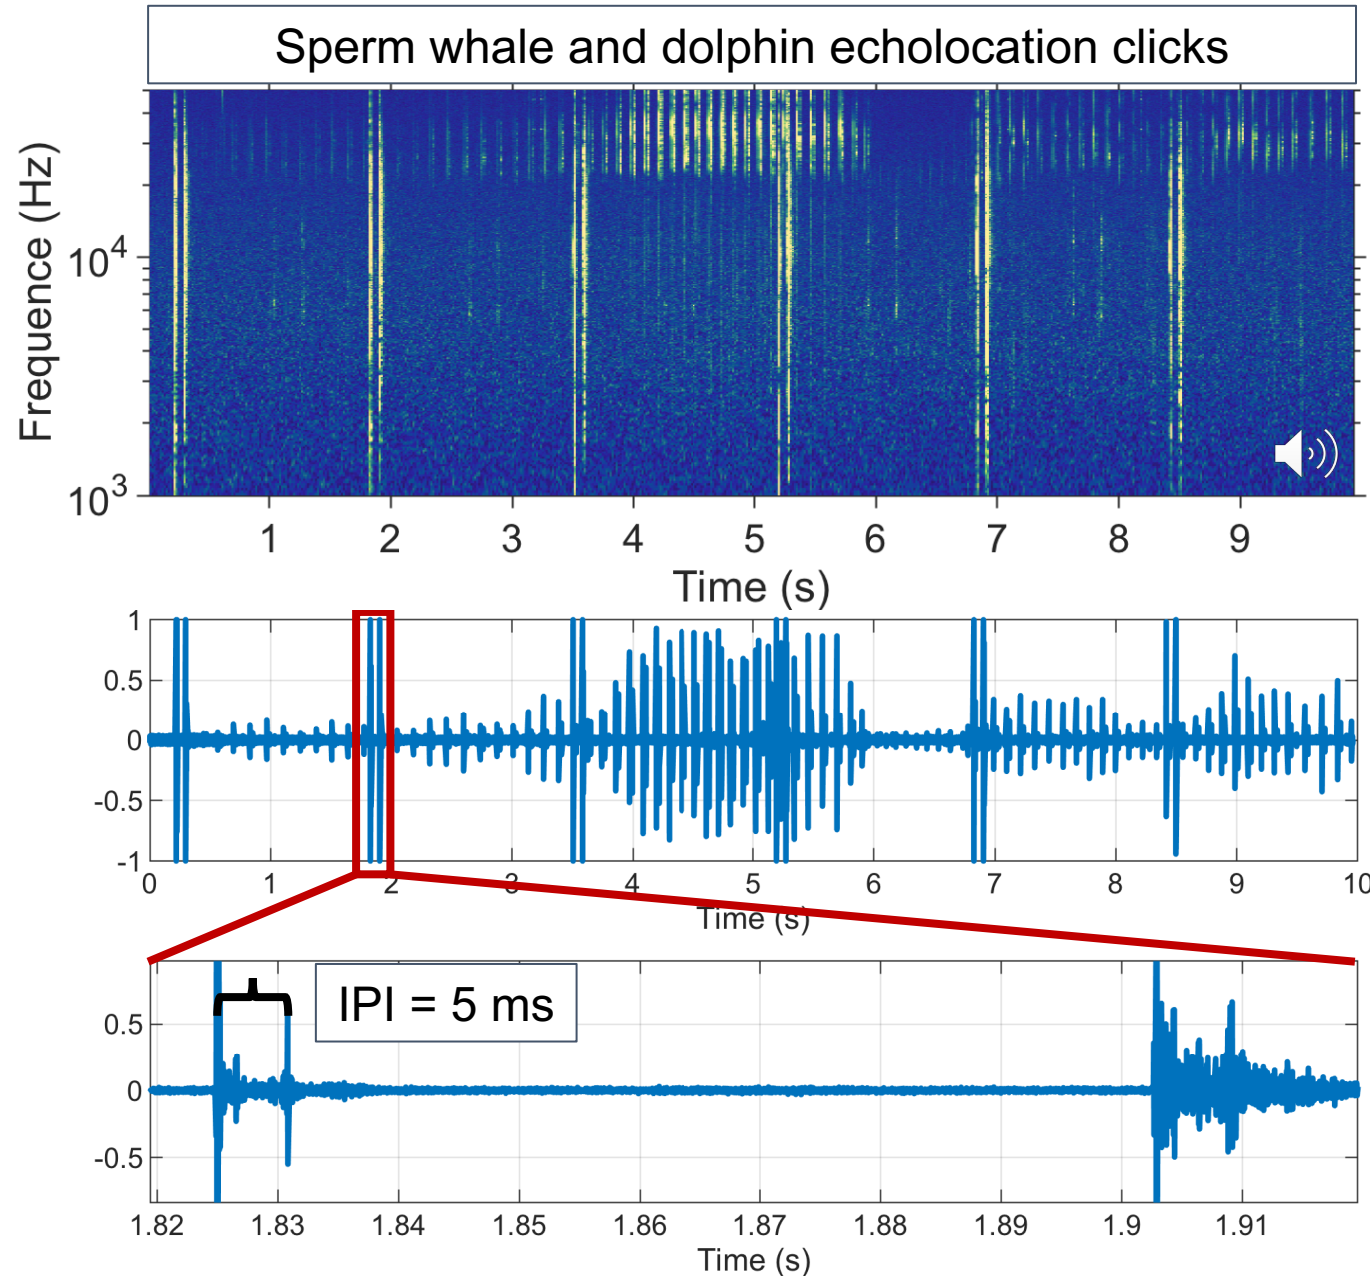 Sperm whale and dolphin echolocation clicks
Frequence (Hz)
10^4
10^3
1 2 3 4 5 6 7 8 9
Time (s)
1
0.5
0
-0.5
-1
0 1 2 3 4 5 6 7 8 9 10
Time (s)
IPI = 5 ms
0.5
0
-0.5
1.82 1.83 1.84 1.85 1.86 1.87 1.88 1.89 1.9 1.91
Time (s)